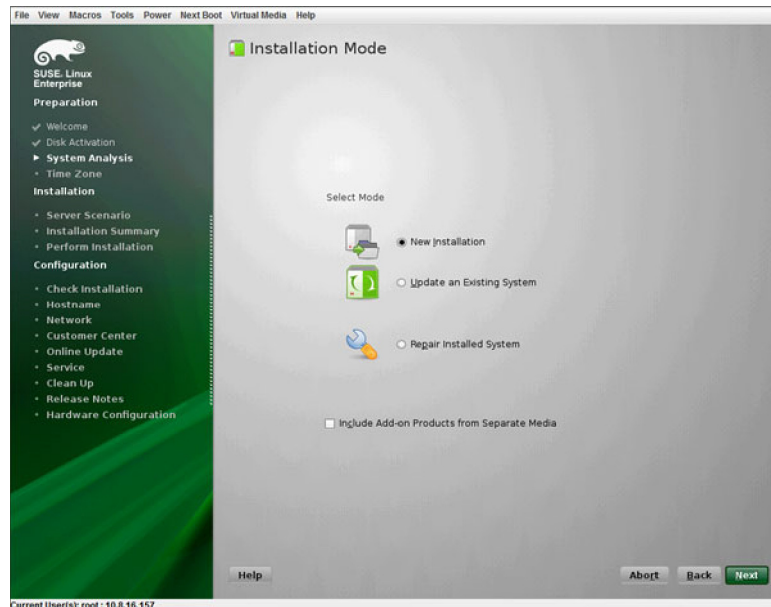 File View Macros Tools Power Next Boot Virtual Media Help
SUSE. Linux
Enterprise
Preparation
Welcome
Disk Activation
System Analysis
Time Zone
Installation
Server Scenario
Installation Summary
Perform Installation
Configuration
Check Installation
Hostname
Network
Customer Center
Online Update
Service
Clean Up
Release Notes
Hardware Configuration
Installation Mode
Select Mode
New Installation
Update an Existing System
Repair Installed System
Include Add-on Products from Separate Media
Help
Abort
Back
Next
Current User(s): root : 10.8.16.157